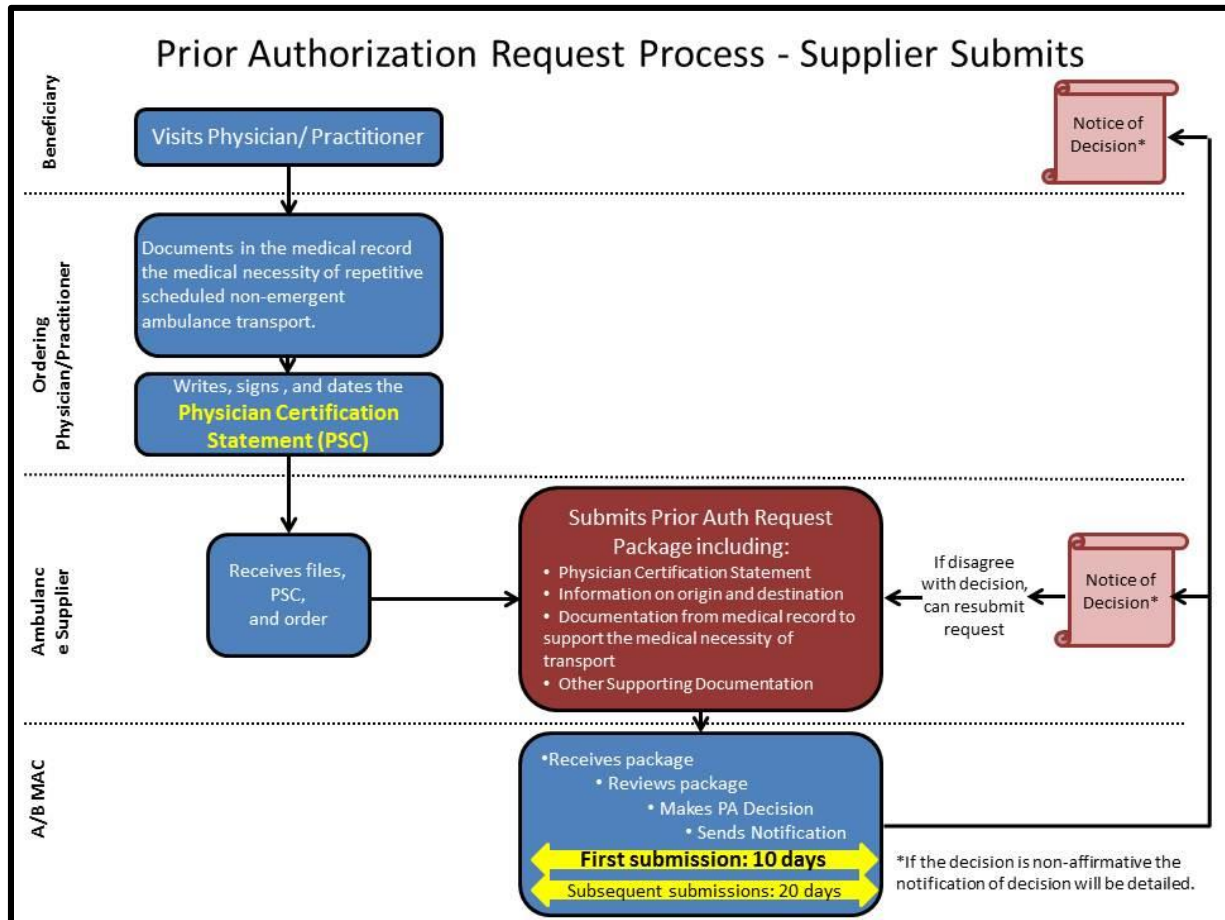 Prior Authorization Request Process - Supplier Submits
Beneficiary
Visits Physician/ Practitioner
Notice of
Decision*
Ordering
Physician/Practitioner
Documents in the medical record
the medical necessity of repetitive
scheduled non-emergent
ambulance transport.
Writes, signs , and dates the
Physician Certification
Statement (PSC)
Ambulanc
e Supplier
Receives files,
PSC,
and order
Submits Prior Auth Request
Package including:
• Physician Certification Statement
• Information on origin and destination
• Documentation from medical record to
support the medical necessity of
transport
• Other Supporting Documentation
If disagree
with decision,
can resubmit
request
Notice of
Decision*
A/B MAC
•Receives package
• Reviews package
• Makes PA Decision
• Sends Notification
First submission: 10 days
Subsequent submissions: 20 days
*If the decision is non-affirmative the
notification of decision will be detailed.